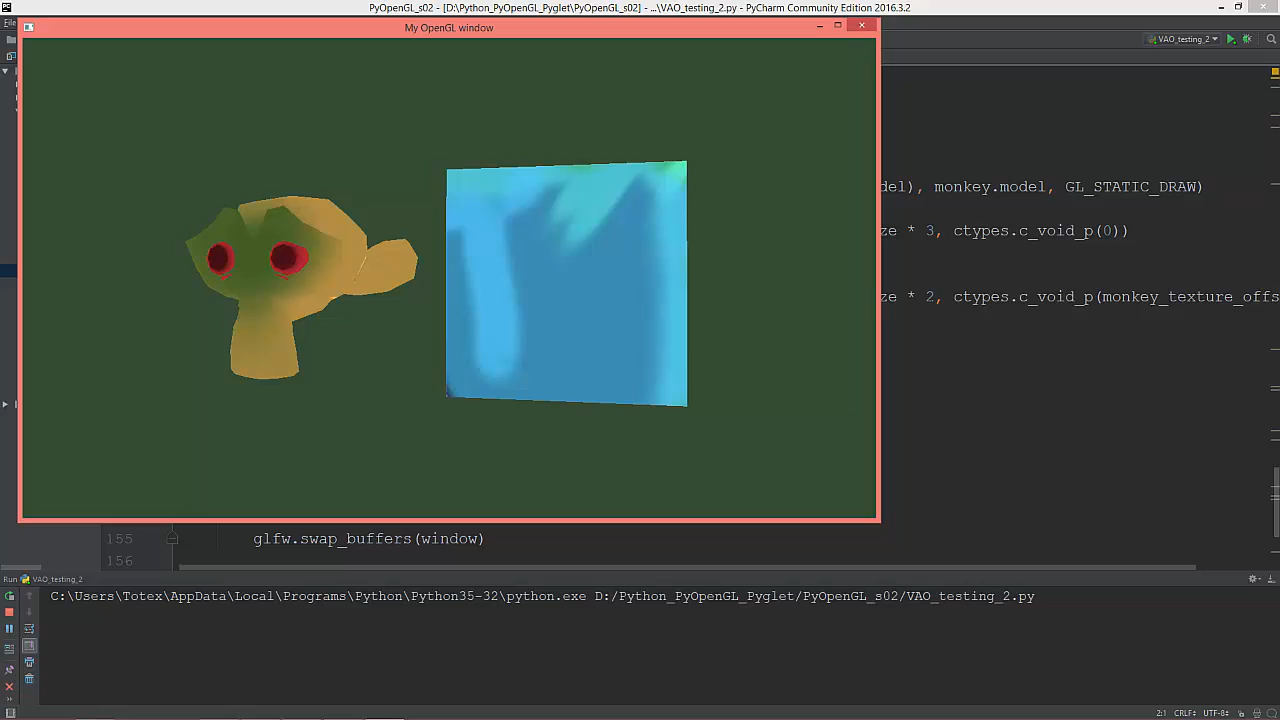 PyOpenGL_s02 - [D:\Python_PyOpenGL_Pyglet\PyOpenGL_s02] - ...\VAO_testing_2.py - PyCharm Community Edition 2016.3.2
File
My OpenGL window
VAO_testing_2
del), monkey.model, GL_STATIC_DRAW)
ze * 3, ctypes.c_void_p(0))
ze * 2, ctypes.c_void_p(monkey_texture_offs
155 glfw.swap_buffers(window)
156
Run VAO_testing_2
C:\Users\Totex\AppData\Local\Programs\Python\Python35-32\python.exe D:/Python_PyOpenGL_Pyglet/PyOpenGL_s02/VAO_testing_2.py
2:1 CRLF÷ UTF-8÷